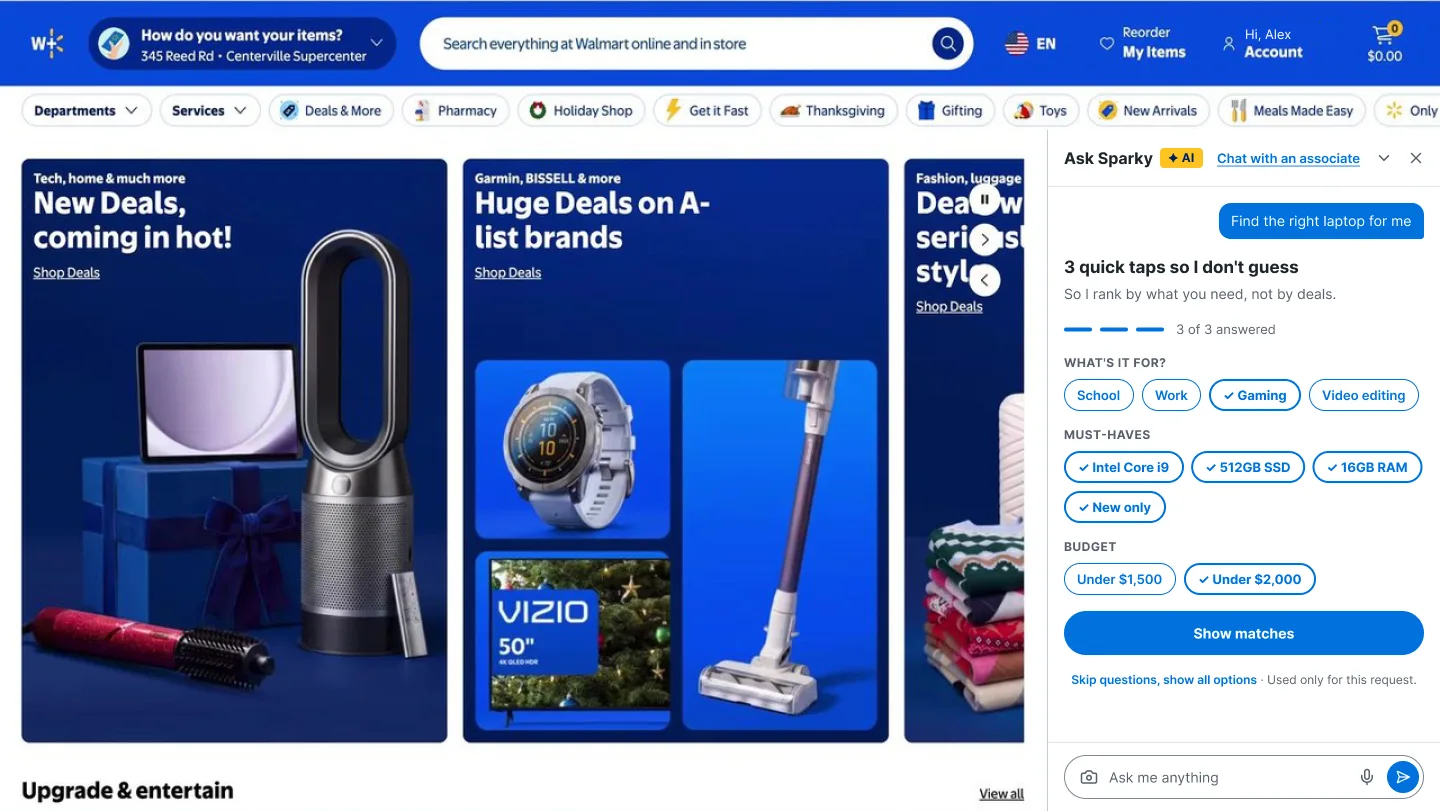 W+
How do you want your items?
345 Reed Rd • Centerville Supercenter
Search everything at Walmart online and in store
EN
Reorder
My Items
Hi, Alex
Account
0
$0.00
Departments
Services
Deals & More
Pharmacy
Holiday Shop
Get it Fast
Thanksgiving
Gifting
Toys
New Arrivals
Meals Made Easy
Only
Tech, home & much more
New Deals,
coming in hot!
Shop Deals
Garmin, BISSELL & more
Huge Deals on A-
list brands
Shop Deals
10
10
VIZIO
50"
4K QLED HDR
Fashion, luggage
Shop Deals
Upgrade & entertain
View all
Ask Sparky
AI
Chat with an associate
Find the right laptop for me
3 quick taps so I don't guess
So I rank by what you need, not by deals.
3 of 3 answered
WHAT'S IT FOR?
School
Work
✓ Gaming
Video editing
MUST-HAVES
✓ Intel Core i9
✓ 512GB SSD
✓ 16GB RAM
✓ New only
BUDGET
Under $1,500
✓ Under $2,000
Show matches
Skip questions, show all options · Used only for this request.
Ask me anything